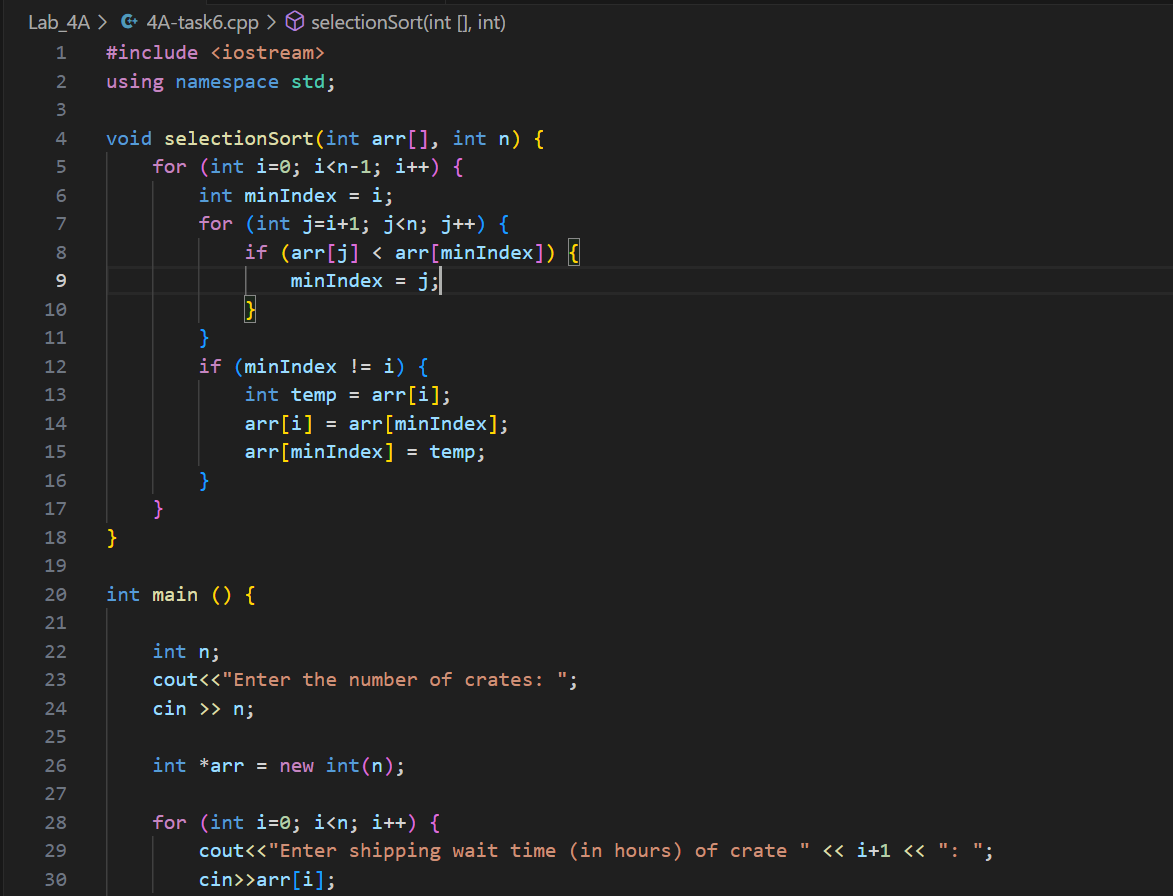 Lab_4A > 4A-task6.cpp > selectionSort(int [], int)
1 #include <iostream>
2 using namespace std;
3
4 void selectionSort(int arr[], int n) {
5     for (int i=0; i<n-1; i++) {
6         int minIndex = i;
7         for (int j=i+1; j<n; j++) {
8             if (arr[j] < arr[minIndex]) {
9                 minIndex = j;
10             }
11         }
12         if (minIndex != i) {
13             int temp = arr[i];
14             arr[i] = arr[minIndex];
15             arr[minIndex] = temp;
16         }
17     }
18 }
19
20 int main () {
21
22     int n;
23     cout<<"Enter the number of crates: ";
24     cin >> n;
25
26     int *arr = new int(n);
27
28     for (int i=0; i<n; i++) {
29         cout<<"Enter shipping wait time (in hours) of crate " << i+1 << ": ";
30         cin>>arr[i];